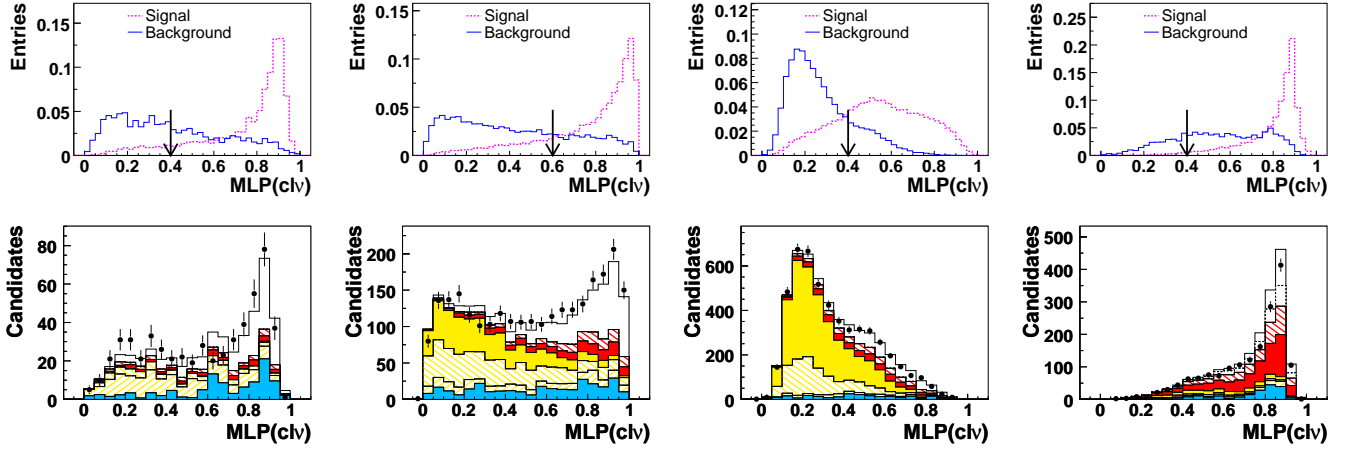 Entries
0.15
0.1
0.05
0
Signal
Background
0 0.2 0.4 0.6 0.8 1
MLP(clν)
Entries
0.15
0.1
0.05
0
Signal
Background
0 0.2 0.4 0.6 0.8 1
MLP(clν)
Entries
0.12
0.1
0.08
0.06
0.04
0.02
0
Signal
Background
0 0.2 0.4 0.6 0.8 1
MLP(clν)
Entries
0.25
0.2
0.15
0.1
0.05
0
Signal
Background
0 0.2 0.4 0.6 0.8 1
MLP(clν)
Candidates
80
60
40
20
0
0 0.2 0.4 0.6 0.8 1
MLP(clν)
Candidates
200
150
100
50
0
0 0.2 0.4 0.6 0.8 1
MLP(clν)
Candidates
600
400
200
0
0 0.2 0.4 0.6 0.8 1
MLP(clν)
Candidates
500
400
300
200
100
0
0 0.2 0.4 0.6 0.8 1
MLP(clν)